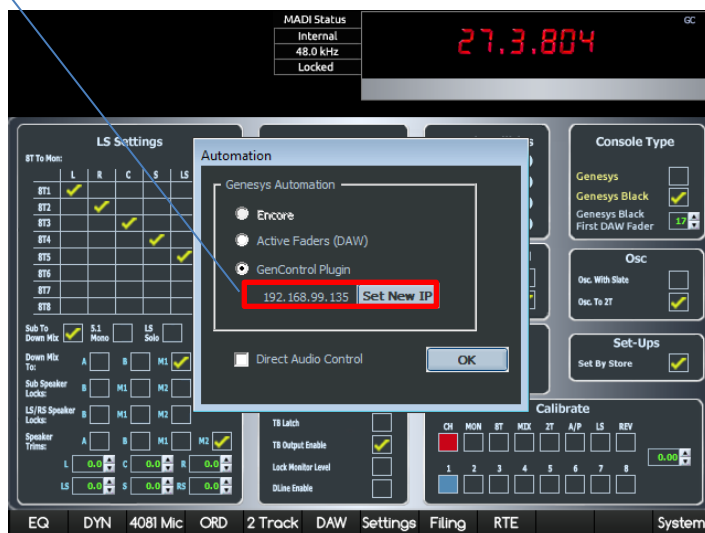 MADI Status
Internal
48.0 kHz
Locked
27.3.804
GC
LS Settings
8T To Mon:
L R C S LS
8T1
8T2
8T3
8T4
8T5
8T6
8T7
8T8
Sub To Down Mix
5.1 Mono
LS Solo
Down Mix To:
A B M1
Sub Speaker Locks:
B M1 M2
LS/RS Speaker Locks:
B M1 M2
Speaker Trims:
A B M1 M2
L 0.0 C 0.0 R 0.0
LS 0.0 S 0.0 RS 0.0
Automation
Genesys Automation
Encore
Active Faders (DAW)
GenControl Plugin
192.168.99.135 Set New IP
Direct Audio Control
OK
TB Latch
TB Output Enable
Lock Monitor Level
DLine Enable
Console Type
Genesys
Genesys Black
Genesys Black
First DAW Fader 17
Osc
Osc. With Slate
Osc. To 2T
Set-Ups
Set By Store
Calibrate
CH MON 8T MIX 2T A/P LS REV
0.00
1 2 3 4 5 6 7 8
EQ DYN 4081 Mic ORD 2 Track DAW Settings Filing RTE System